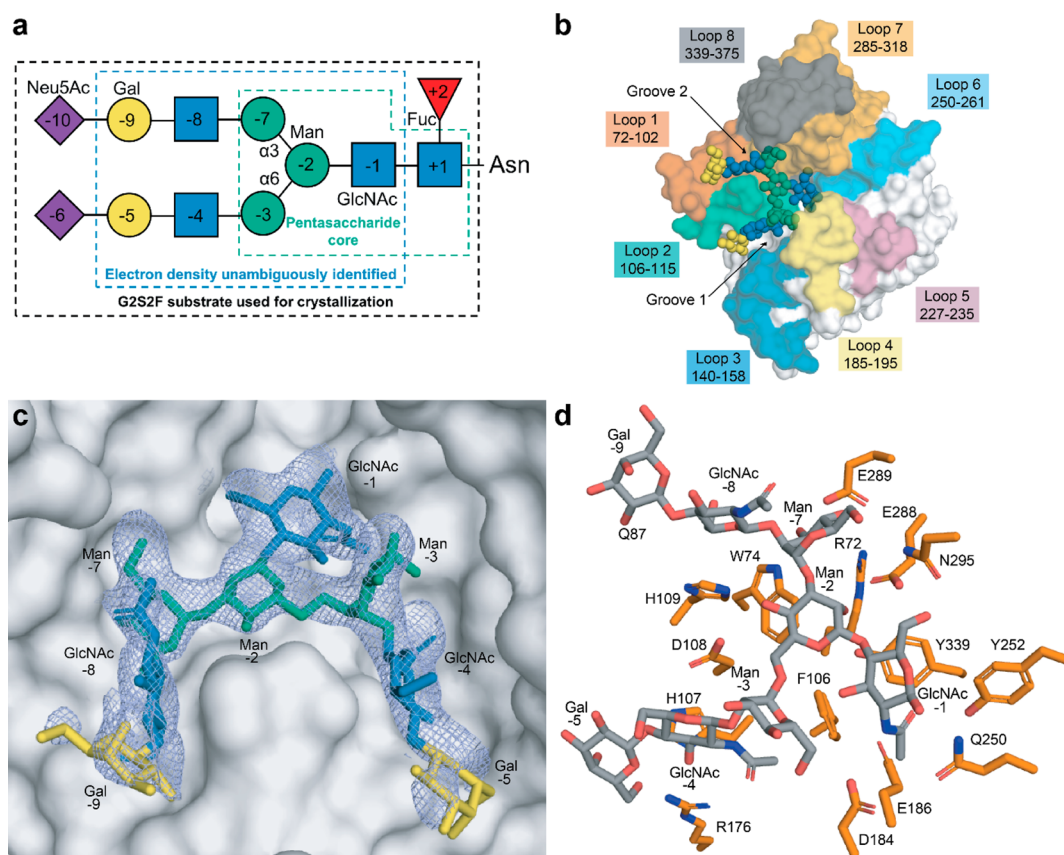 a
Neu5Ac
Gal
-10
-9
-8
-7
+2
Fuc
Man
α3
-2
-1
+1
Asn
α6
GlcNAc
-6
-5
-4
-3
Pentasaccharide
core
Electron density unambiguously identified
G2S2F substrate used for crystallization
b
Loop 8
339-375
Loop 7
285-318
Groove 2
Loop 6
250-261
Loop 1
72-102
Loop 2
106-115
Groove 1
Loop 5
227-235
Loop 3
140-158
Loop 4
185-195
c
GlcNAc
-1
Man
-7
Man
-3
GlcNAc
-8
Man
-2
GlcNAc
-4
Gal
-9
Gal
-5
d
Gal
-9
GlcNAc
-8
E289
Man
-7
E288
Q87
R72
N295
W74
Man
-2
H109
D108
Y339
Y252
Man
-3
F106
GlcNAc
-1
Gal
-5
H107
Q250
GlcNAc
-4
E186
R176
D184